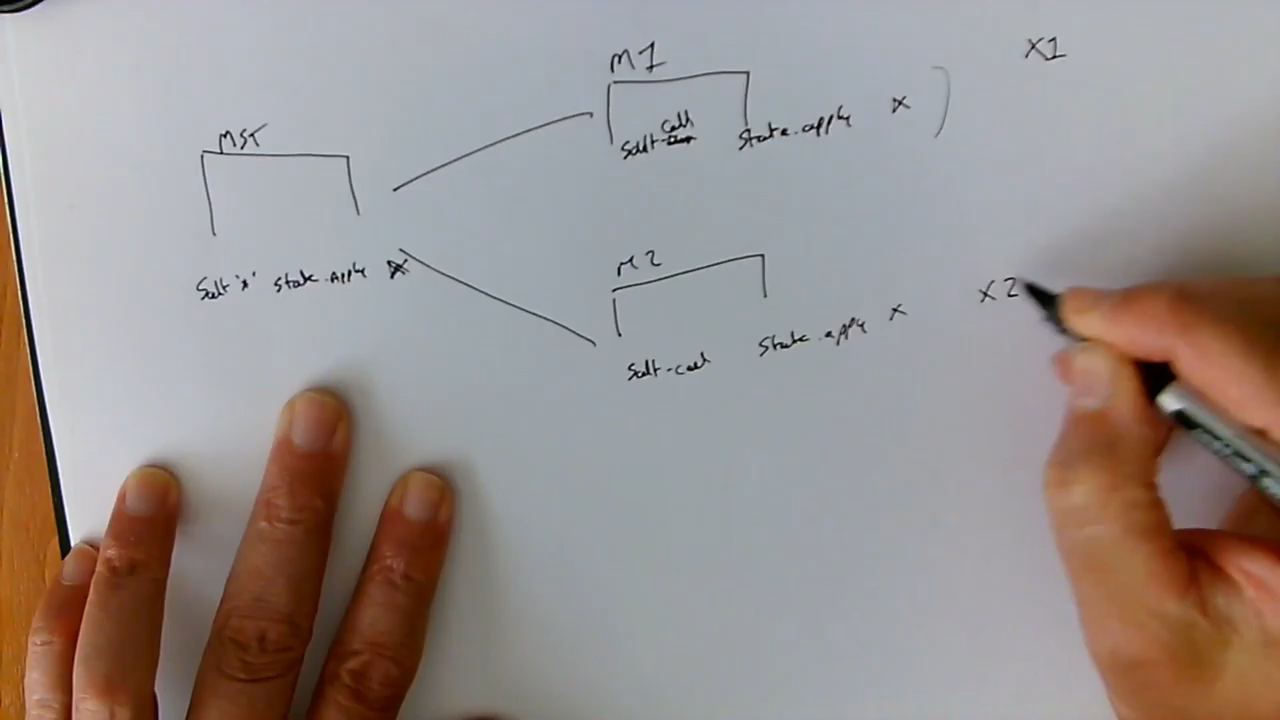 MST
Salt '*' State.Apply X
M1
Call
Salt- State.apply X
X1
M2
Salt-call State.apply X
X2